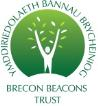 YMDDIRIEDOLAETH BANNAU BRYCHEINIOG
BRECON BEACONS
TRUST